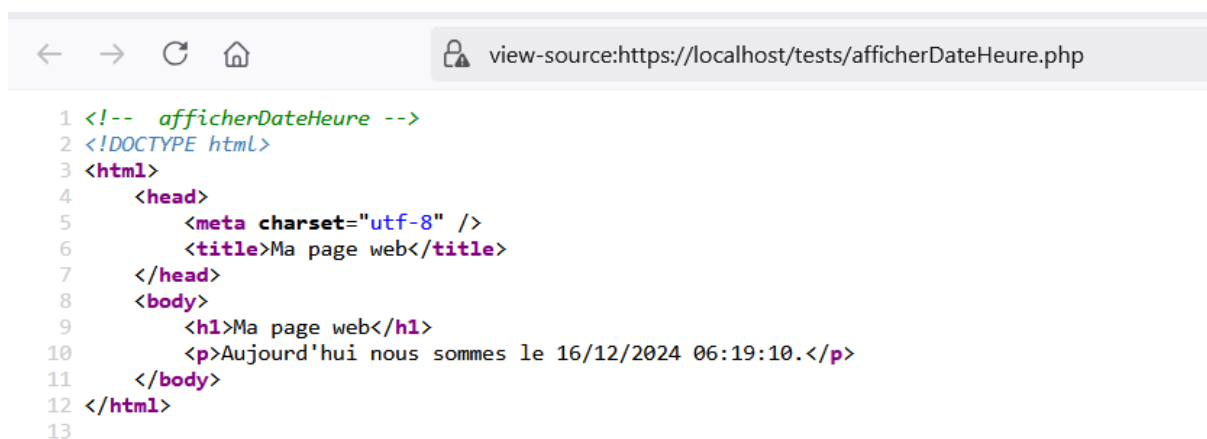 view-source:https://localhost/tests/afficherDateHeure.php
1 <!--  afficherDateHeure -->
2 <!DOCTYPE html>
3 <html>
4     <head>
5         <meta charset="utf-8" />
6         <title>Ma page web</title>
7     </head>
8     <body>
9         <h1>Ma page web</h1>
10         <p>Aujourd'hui nous sommes le 16/12/2024 06:19:10.</p>
11     </body>
12 </html>
13